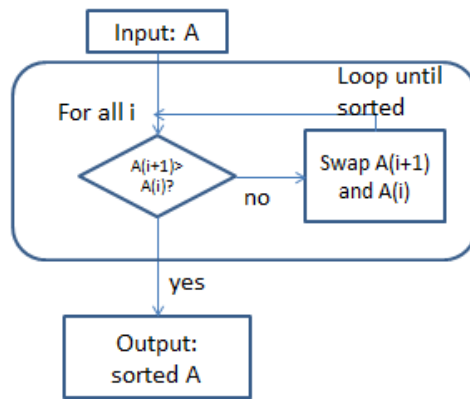 Input: A
Loop until
sorted
For all i
A(i+1)>
A(i)?
no
Swap A(i+1)
and A(i)
yes
Output:
sorted A